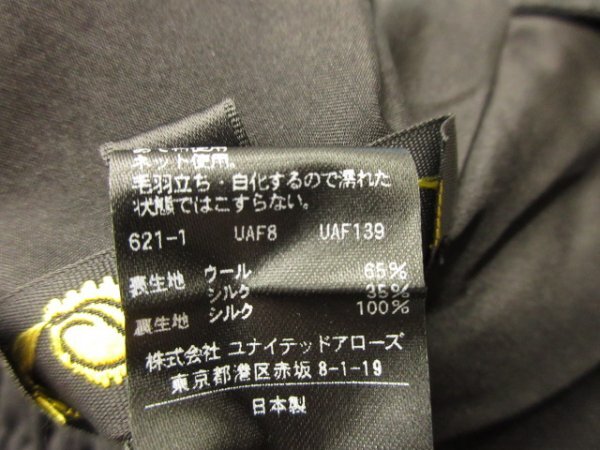 ネット使用。
毛羽立ち・白化するので濡れた
状態ではこすらない。
621-1 UAF8 UAF139
表生地 ウール 65%
シルク 35%
裏生地 シルク 100%
株式会社 ユナイテッドアローズ
東京都港区赤坂8-1-19
日本製